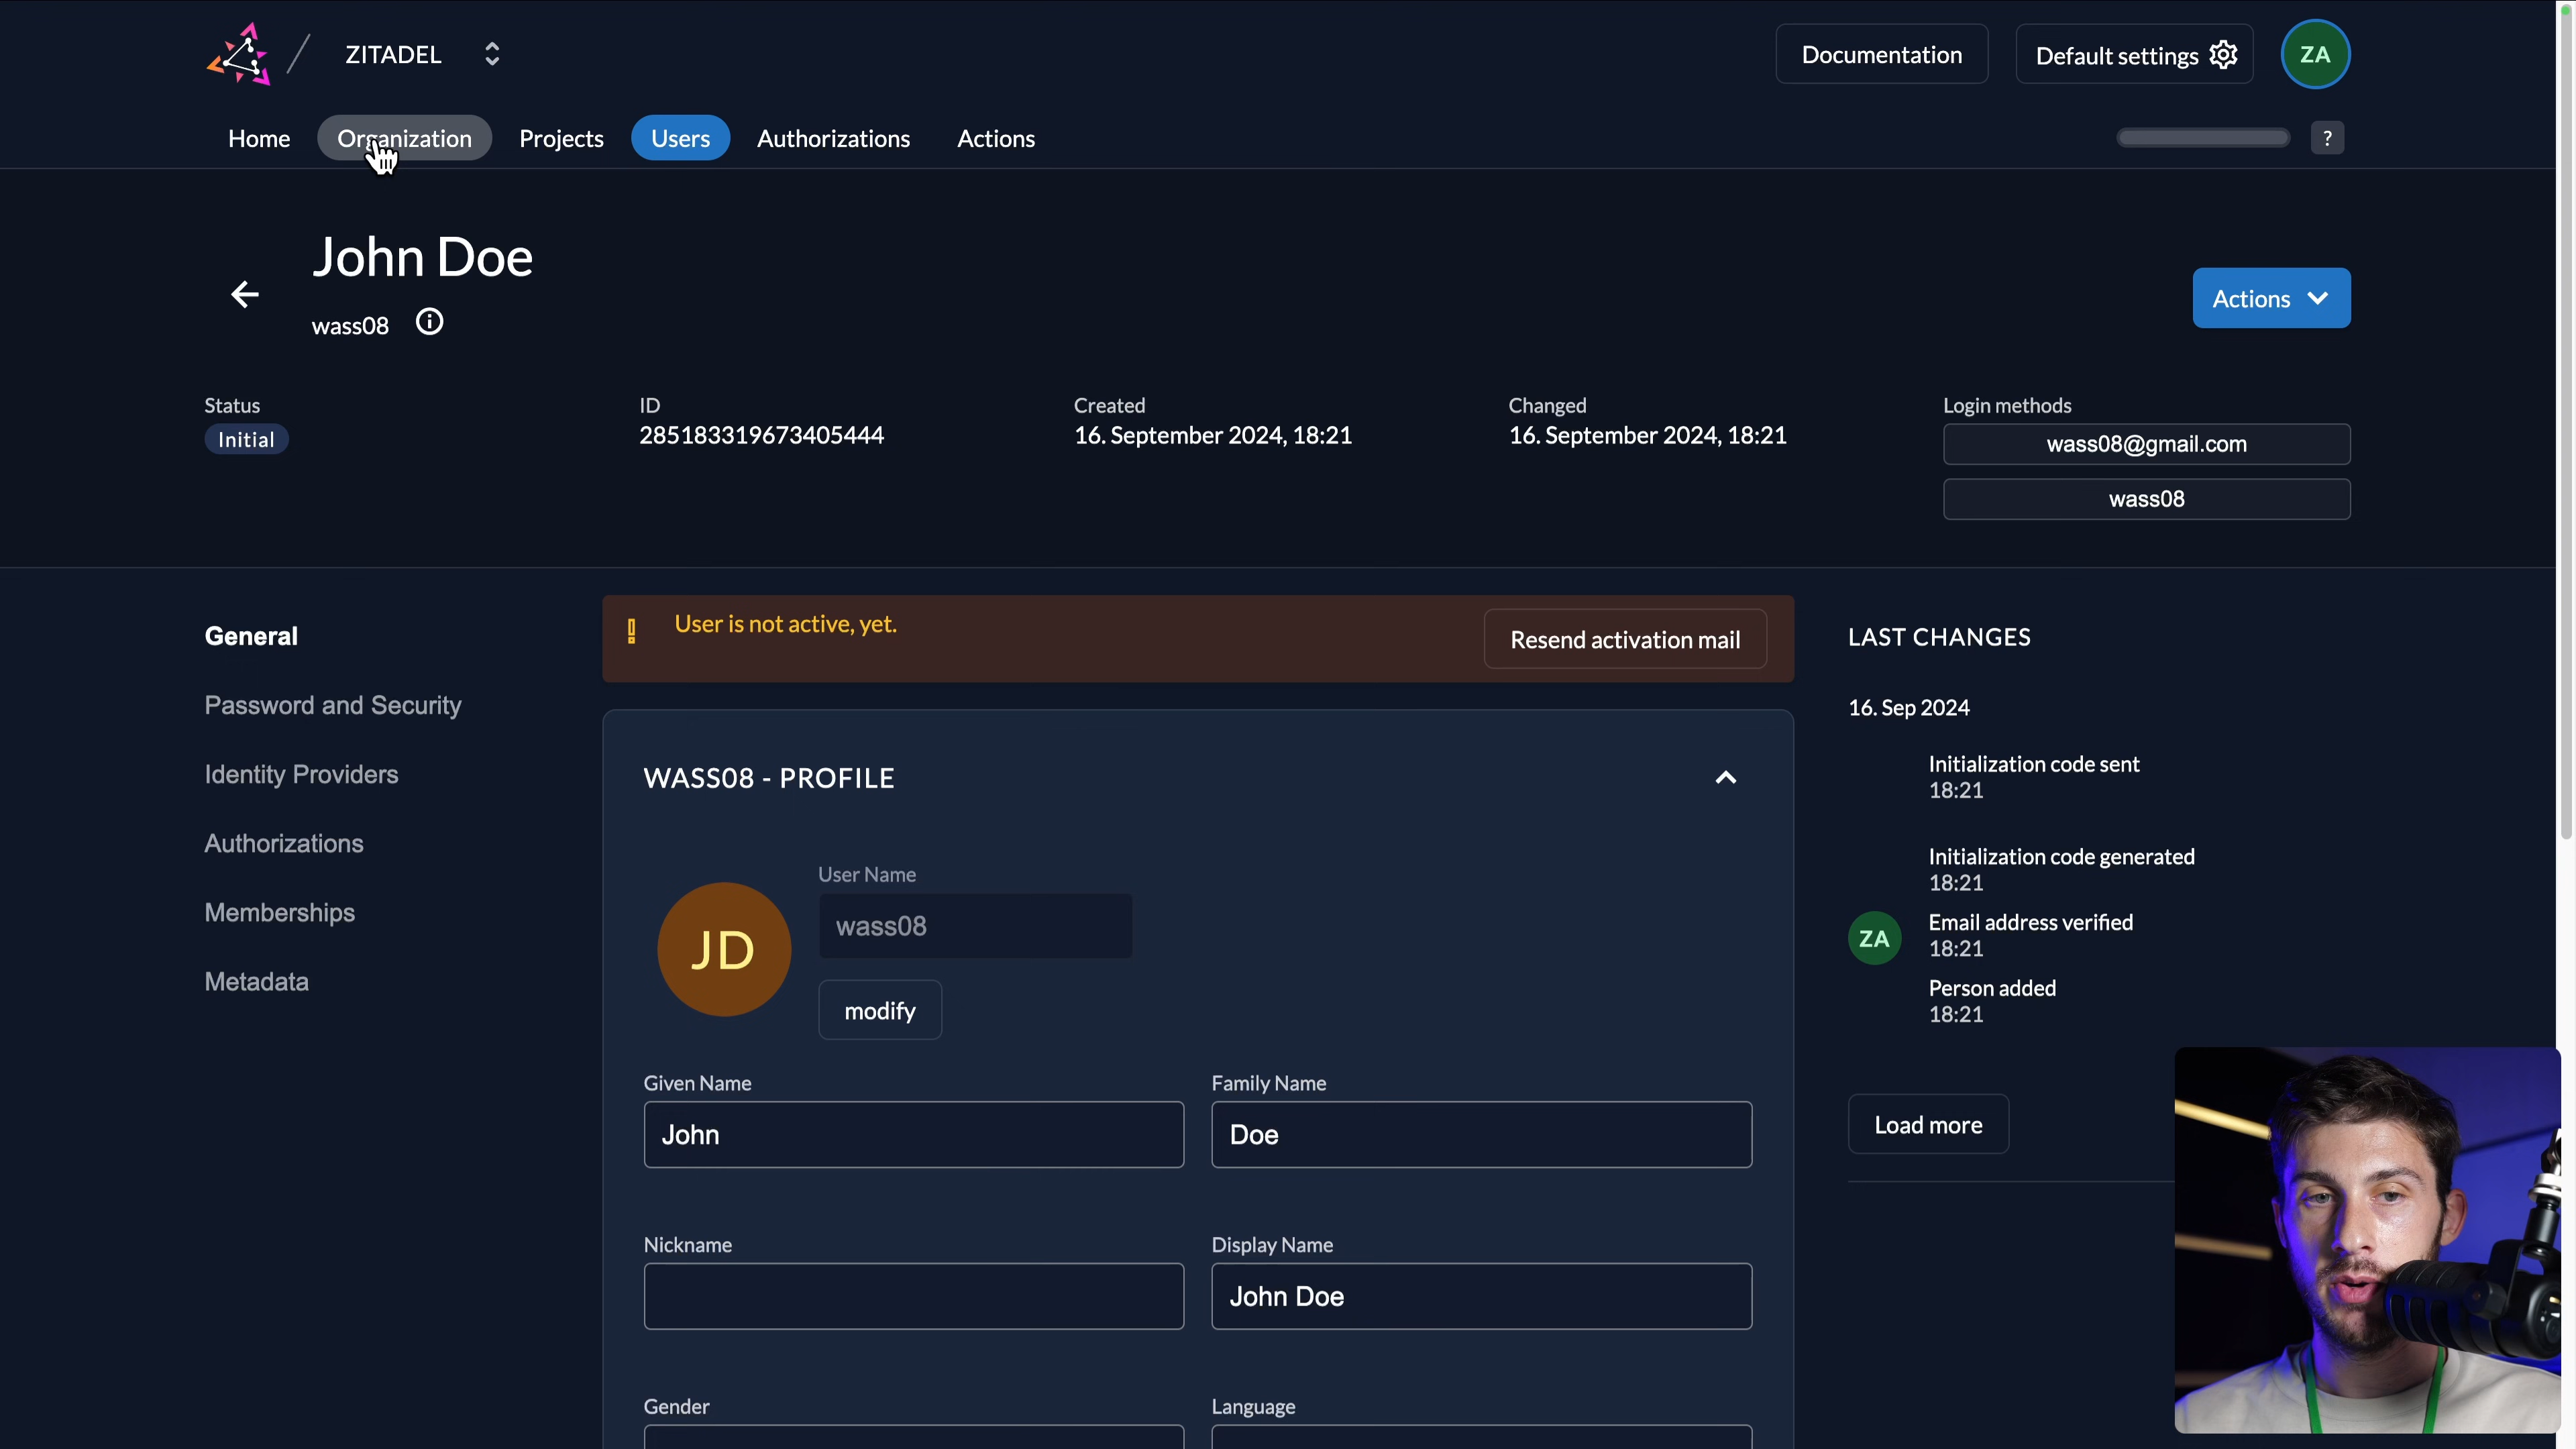 ZITADEL
Documentation
Default settings
ZA
Home
Organization
Projects
Users
Authorizations
Actions
?
John Doe
wass08
Actions
Status
Initial
ID
285183319673405444
Created
16. September 2024, 18:21
Changed
16. September 2024, 18:21
Login methods
wass08@gmail.com
wass08
General
Password and Security
Identity Providers
Authorizations
Memberships
Metadata
User is not active, yet.
Resend activation mail
WASS08 - PROFILE
JD
User Name
wass08
modify
Given Name
John
Family Name
Doe
Nickname
Display Name
John Doe
Gender
Language
LAST CHANGES
16. Sep 2024
Initialization code sent
18:21
Initialization code generated
18:21
ZA
Email address verified
18:21
Person added
18:21
Load more